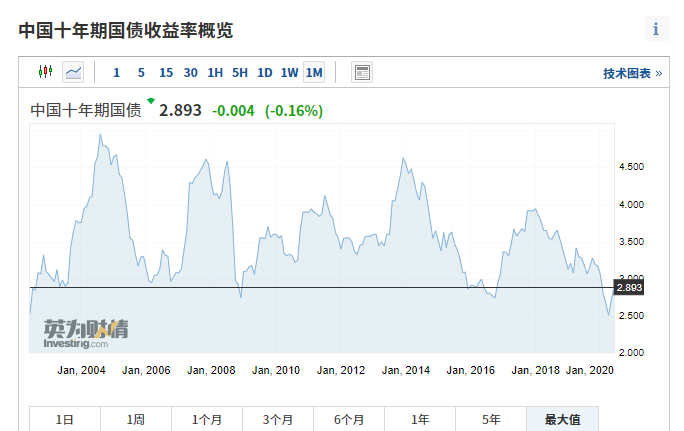 中国十年期国债收益率概览
i
1 5 15 30 1H 5H 1D 1W 1M 技术图表 »
中国十年期国债 2.893 -0.004 (-0.16%)
4.500
4.000
3.500
3.000
2.893
2.500
2.000
英为财情
Investing.com
Jan, 2004 Jan, 2006 Jan, 2008 Jan, 2010 Jan, 2012 Jan, 2014 Jan, 2016 Jan, 2018 Jan, 2020
1日 1周 1个月 3个月 6个月 1年 5年 最大值